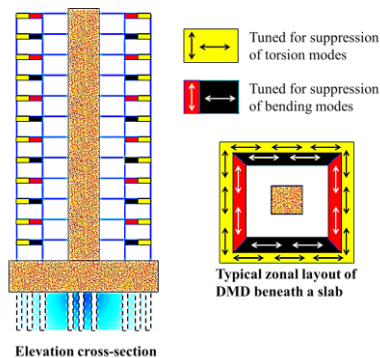 Tuned for suppression
of torsion modes
Tuned for suppression
of bending modes
Typical zonal layout of
DMD beneath a slab
Elevation cross-section